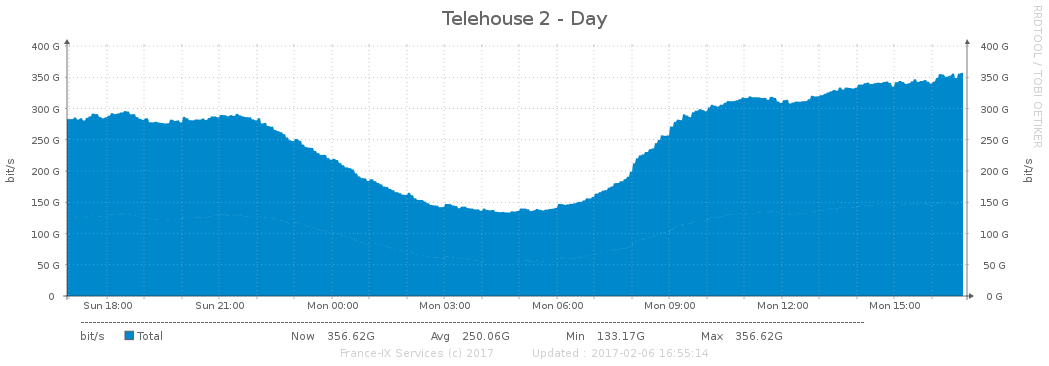 Telehouse 2 - Day
RRDTOOL / TOBI OETIKER
bit/s
400 G 400 G
350 G 350 G
300 G 300 G
250 G 250 G
200 G 200 G
150 G 150 G
100 G 100 G
50 G 50 G
0 0 G
bit/s
Sun 18:00 Sun 21:00 Mon 00:00 Mon 03:00 Mon 06:00 Mon 09:00 Mon 12:00 Mon 15:00
bit/s Total Now 356.62G Avg 250.06G Min 133.17G Max 356.62G
France-IX Services (c) 2017 Updated : 2017-02-06 16:55:14